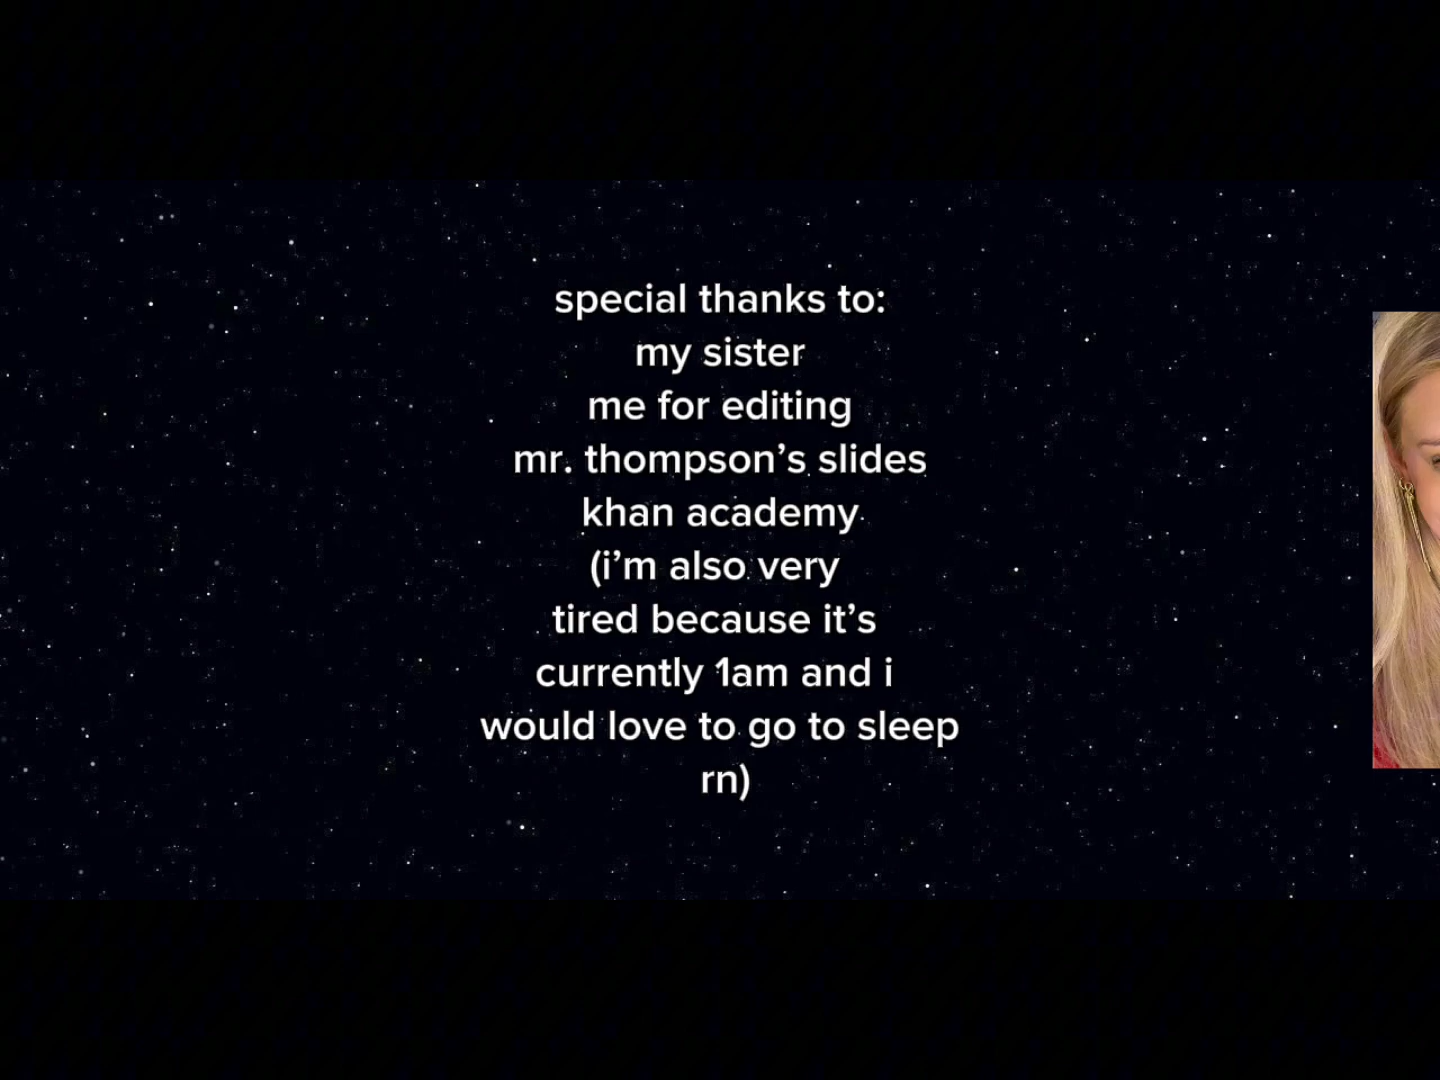 special thanks to:
my sister
me for editing
mr. thompson’s slides
khan academy
(i’m also very
tired because it’s
currently 1am and i
would love to go to sleep
rn)